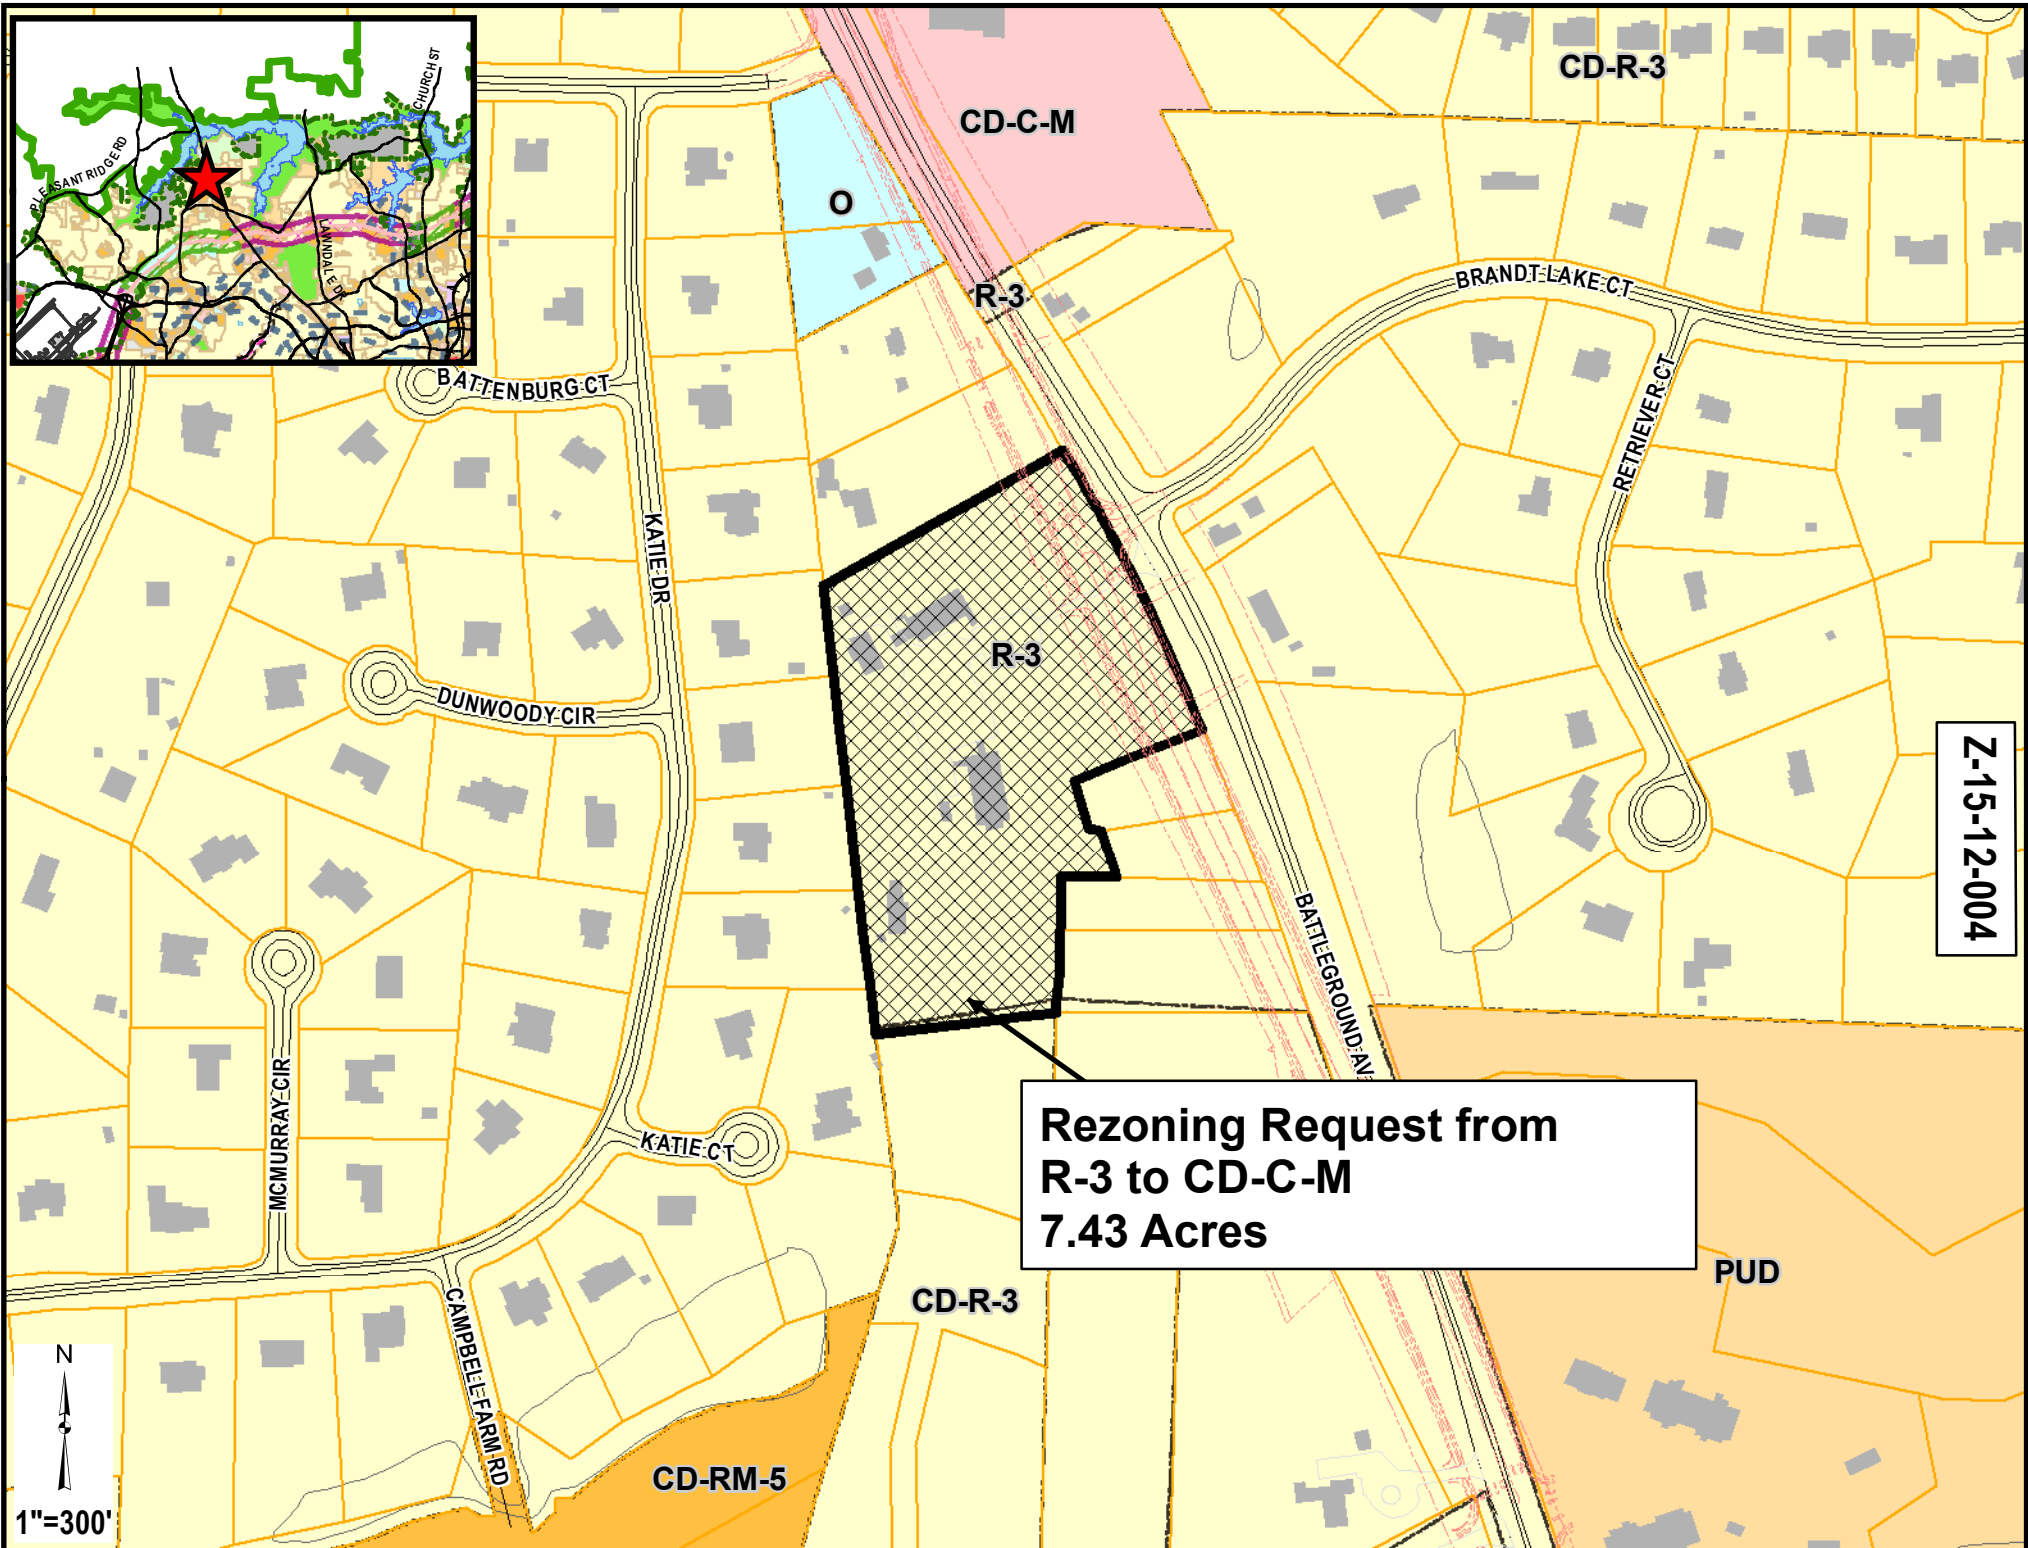 CHURCH ST
PLEASANT RIDGE RD
LAWNDALE DR
CD-R-3
CD-C-M
O
R-3
BRANDT LAKE CT
BATTENBURG CT
RETRIEVER CT
KATIE DR
R-3
DUNWOODY CIR
Z-15-12-004
BATTLEGROUND AV
MCMURRAY CIR
KATIE CT
Rezoning Request from
R-3 to CD-C-M
7.43 Acres
PUD
CD-R-3
CAMPBELL FARM RD
CD-RM-5
N
1"=300'